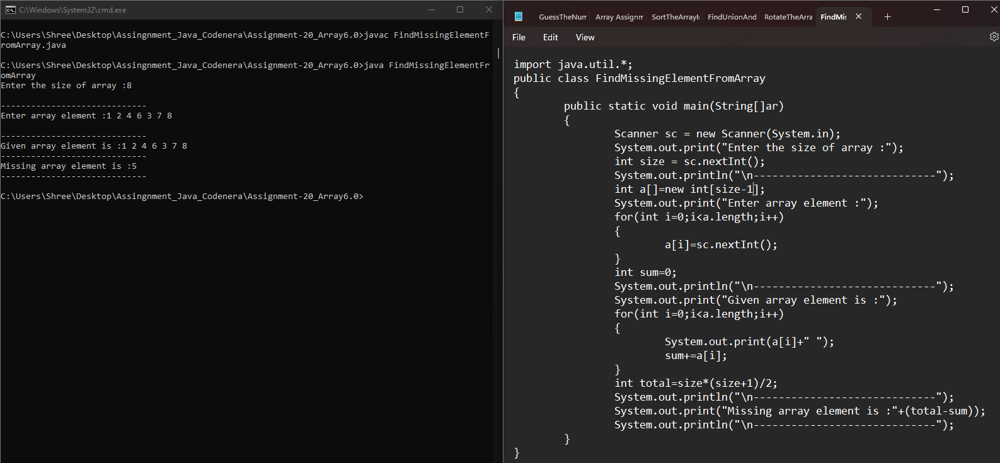 C:\Windows\System32\cmd.exe
C:\Users\Shree\Desktop\Assingnment_Java_Codenera\Assignment-20_Array6.0>javac FindMissingElementF
romArray.java
C:\Users\Shree\Desktop\Assingnment_Java_Codenera\Assignment-20_Array6.0>java FindMissingElementFr
omArray
Enter the size of array :8
-----------------------------
Enter array element :1 2 4 6 3 7 8
-----------------------------
Given array element is :1 2 4 6 3 7 8
-----------------------------
Missing array element is :5
-----------------------------
C:\Users\Shree\Desktop\Assingnment_Java_Codenera\Assignment-20_Array6.0>
GuessTheNum Array Assignm SortTheArrayI FindUnionAnd RotateTheArra FindMis
File Edit View
import java.util.*;
public class FindMissingElementFromArray
{
public static void main(String[]ar)
{
Scanner sc = new Scanner(System.in);
System.out.print("Enter the size of array :");
int size = sc.nextInt();
System.out.println("\n-----------------------------");
int a[]=new int[size-1];
System.out.print("Enter array element :");
for(int i=0;i<a.length;i++)
{
a[i]=sc.nextInt();
}
int sum=0;
System.out.println("\n-----------------------------");
System.out.print("Given array element is :");
for(int i=0;i<a.length;i++)
{
System.out.print(a[i]+" ");
sum+=a[i];
}
int total=size*(size+1)/2;
System.out.println("\n-----------------------------");
System.out.print("Missing array element is :"+(total-sum));
System.out.println("\n-----------------------------");
}
}